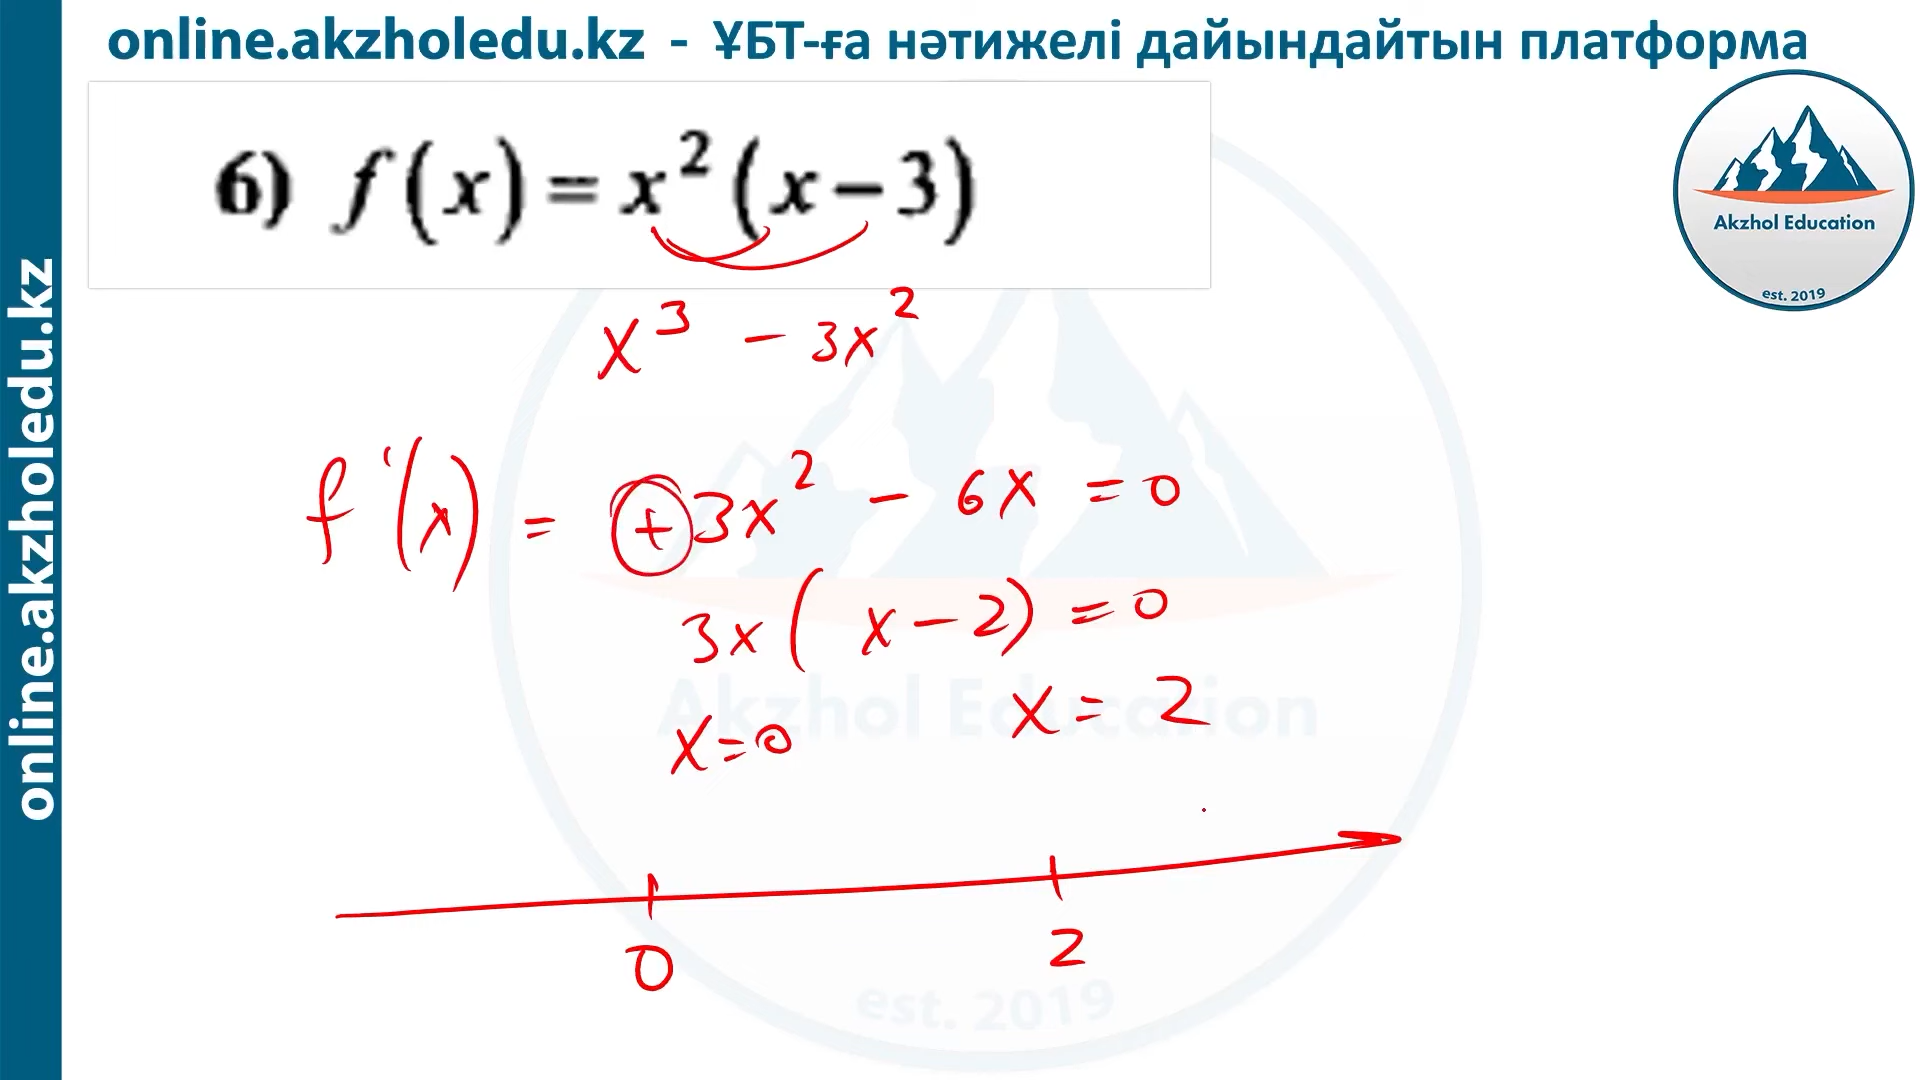 online.akzholedu.kz - ҰБТ-ға нәтижелі дайындайтын платформа
online.akzholedu.kz
Akzhol Education
est. 2019
6) f(x) = x²(x−3)
x³ − 3x²
f'(x) = +3x² − 6x = 0
3x(x−2) = 0
x=0 x = 2
0 2
Akzhol Education
est. 2019